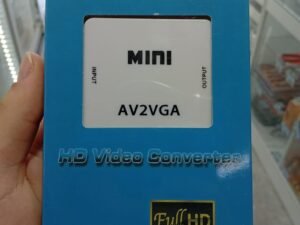 MINI
INPUT
OUTPUT
AV2VGA
HD Video Converter
Full HD